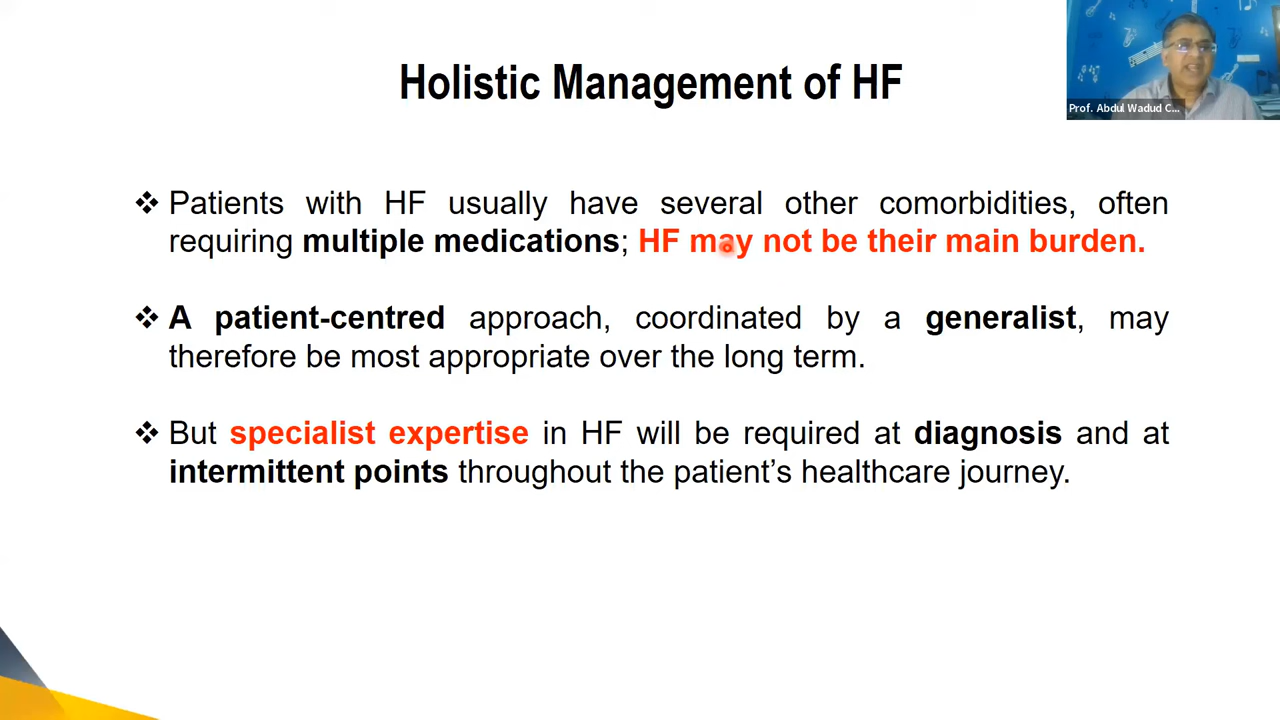 Holistic Management of HF
Prof. Abdul Wadud C...
❖ Patients with HF usually have several other comorbidities, often
requiring multiple medications; HF may not be their main burden.
❖ A patient-centred approach, coordinated by a generalist, may
therefore be most appropriate over the long term.
❖ But specialist expertise in HF will be required at diagnosis and at
intermittent points throughout the patient’s healthcare journey.